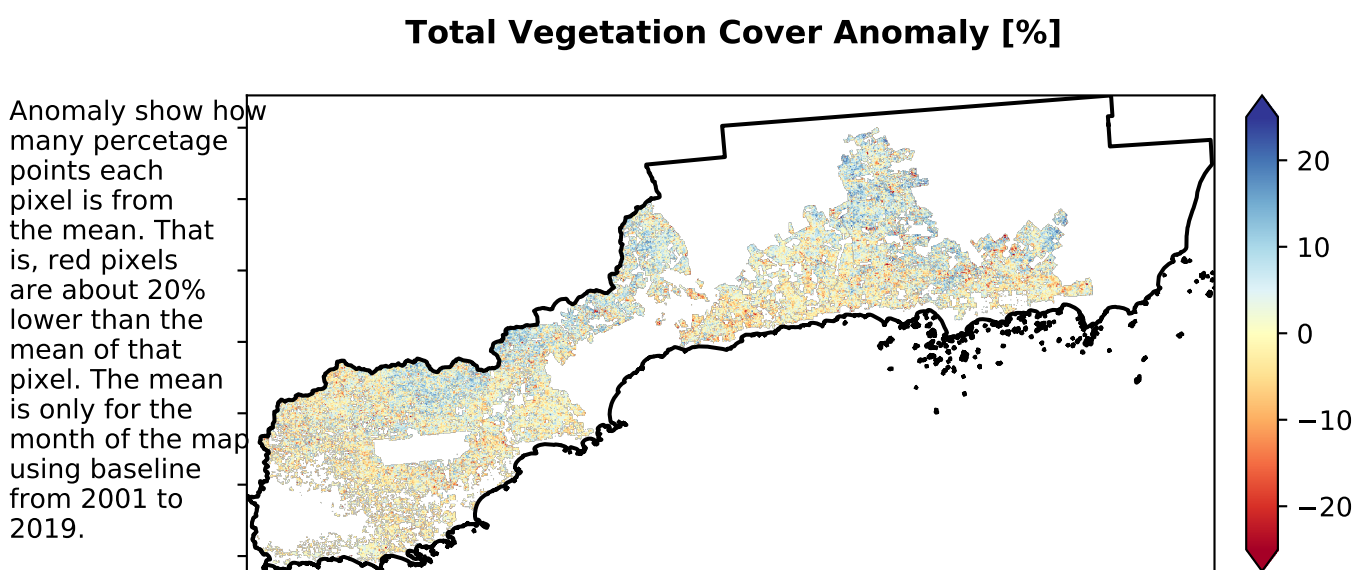 Total Vegetation Cover Anomaly [%]
Anomaly show how
many percetage
points each
pixel is from
the mean. That
is, red pixels
are about 20%
lower than the
mean of that
pixel. The mean
is only for the
month of the map
using baseline
from 2001 to
2019.
20
10
0
−10
−20